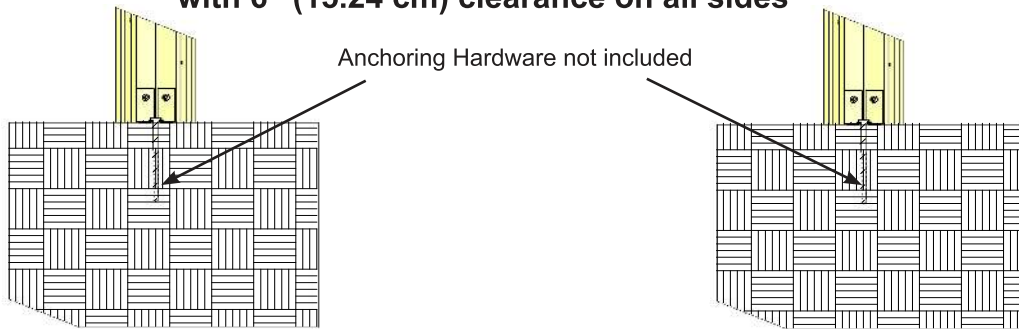 with 6" (15.24 cm) clearance on all sides
Anchoring Hardware not included